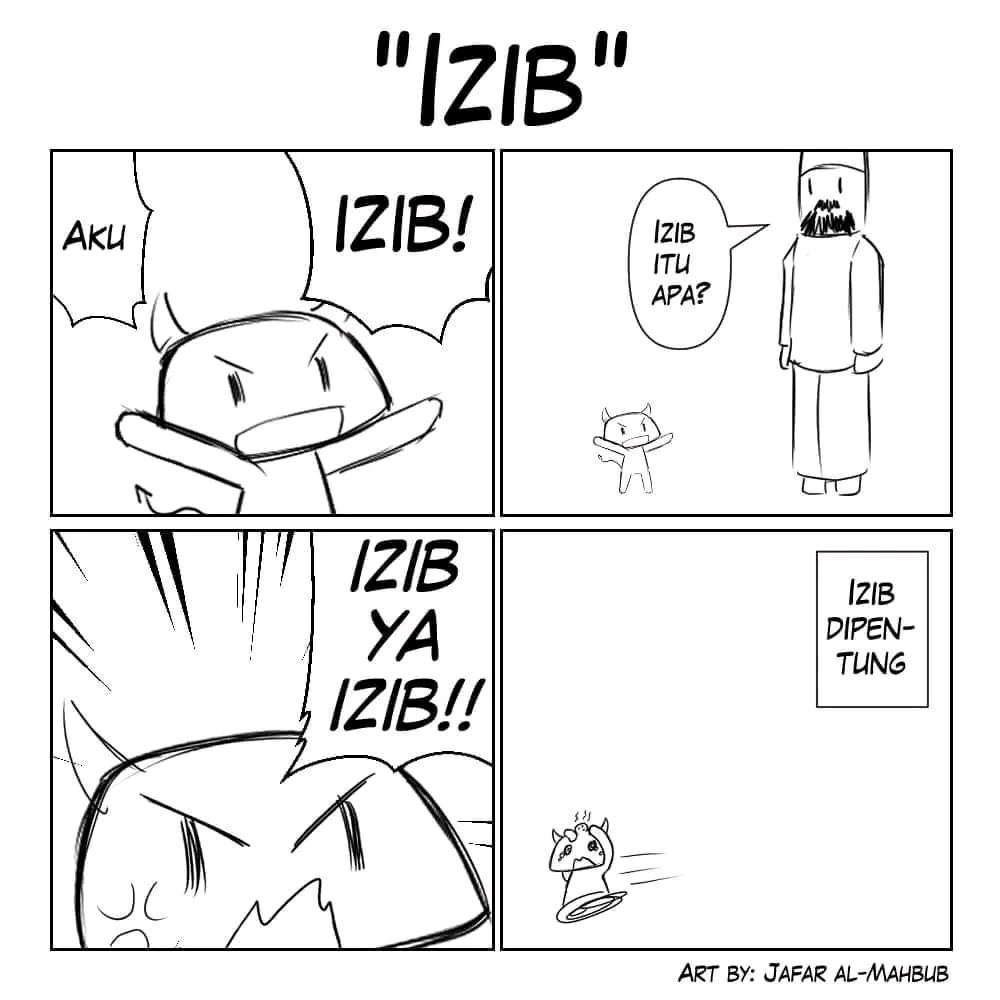 "IZIB"
AKU
IZIB!
IZIB
ITU
APA?
IZIB
YA
IZIB!!
IZIB
DIPEN-
TUNG
ART BY: JAFAR AL-MAHBUB